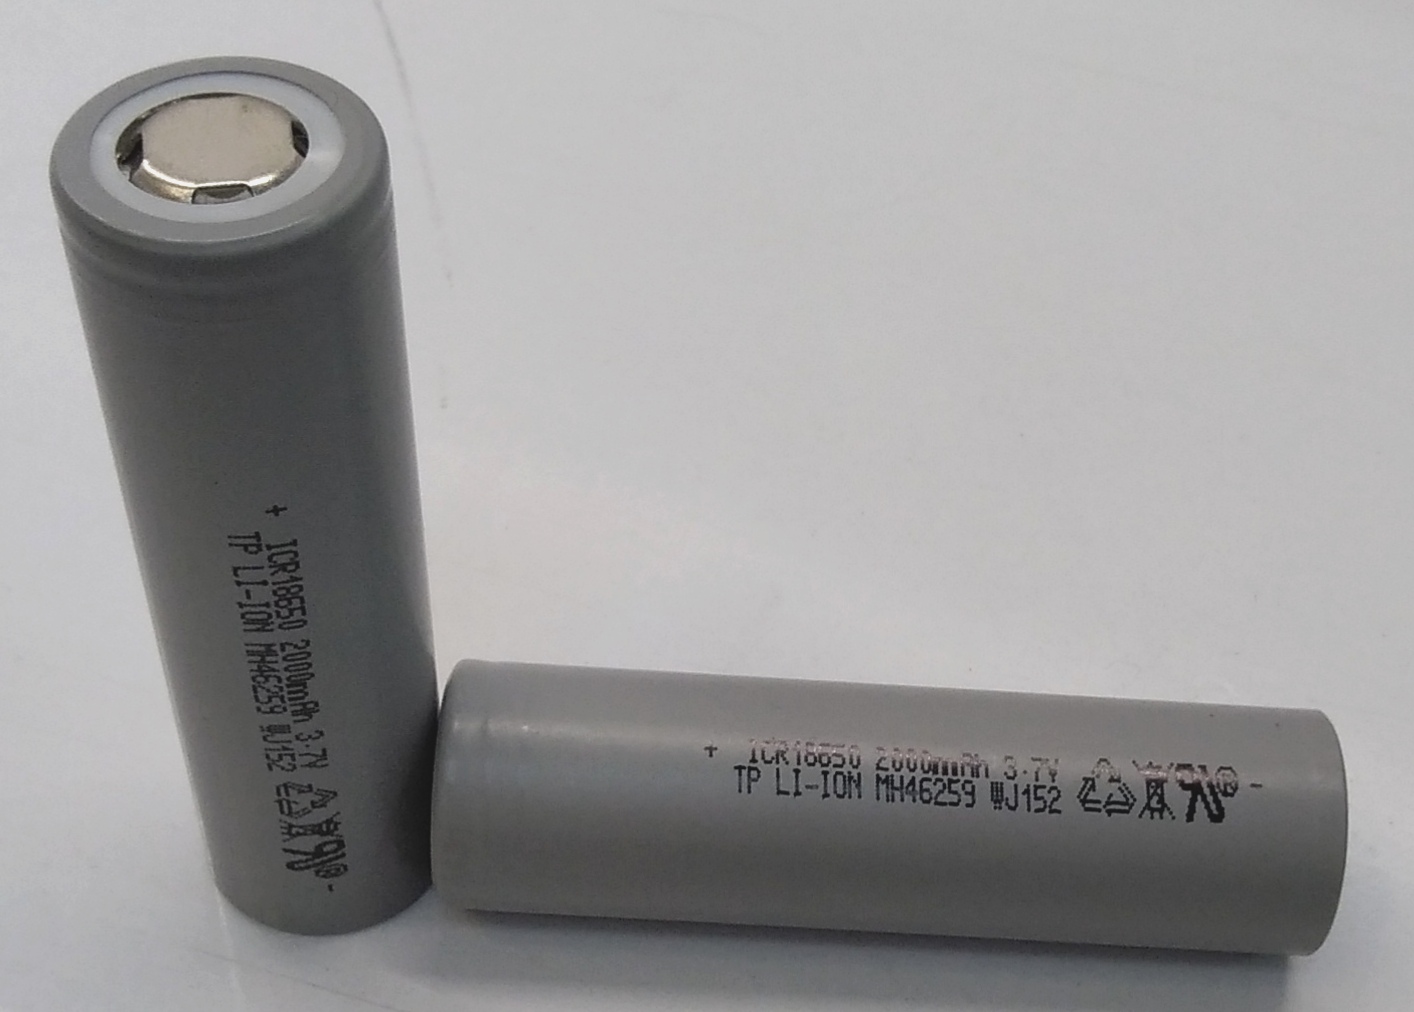 + ICR18650 2000mAh 3.7V
TP LI-ION MH46259 WJ152 -
+ ICR18650 2000mAh 3.7V
TP LI-ION MH46259 WJ152 -